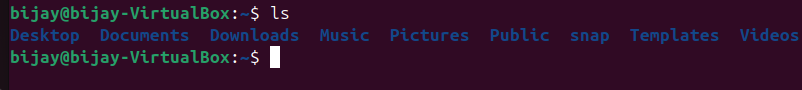 bijay@bijay-VirtualBox:~$ ls
Desktop  Documents  Downloads  Music  Pictures  Public  snap  Templates  Videos
bijay@bijay-VirtualBox:~$